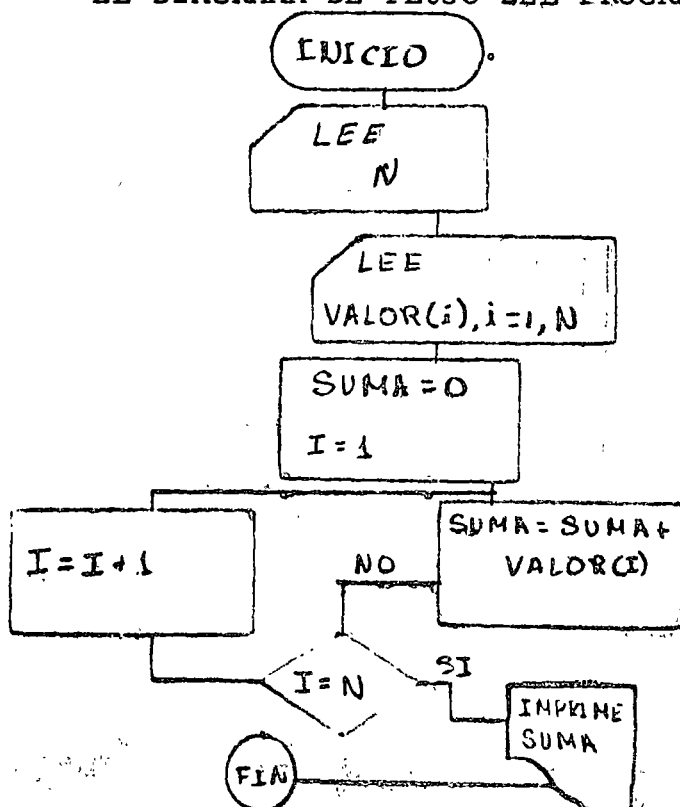 INICIO
LEE
N
LEE
VALOR(i), i=1, N
SUMA = 0
I = 1
SUMA = SUMA +
VALOR(I)
I = I + 1
NO
I = N
SI
IMPRIME
SUMA
FIN